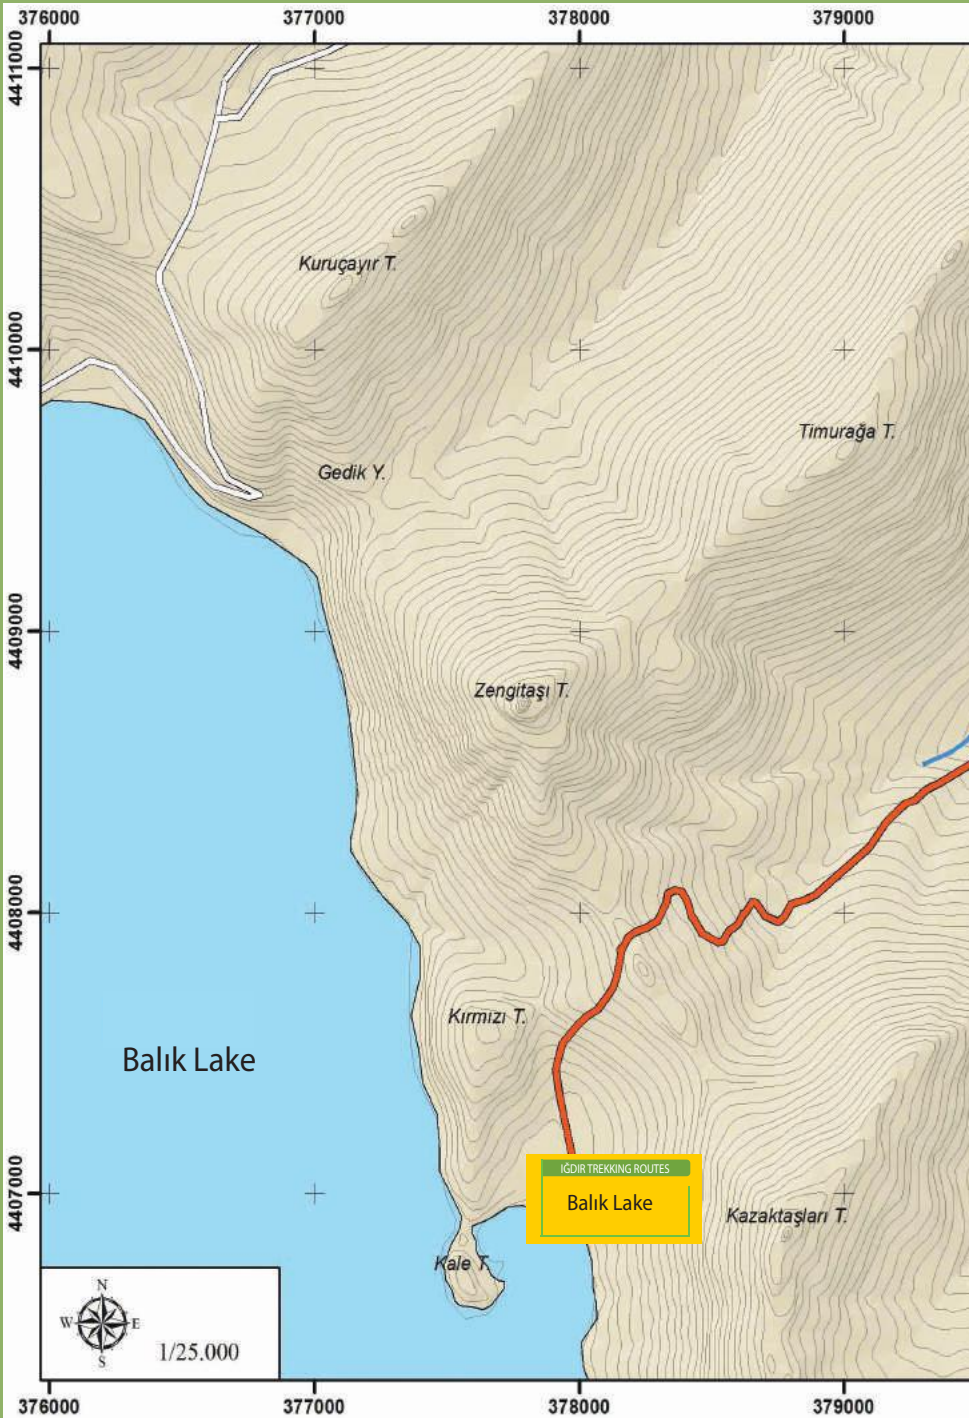 376000 377000 378000 379000
4411000
Kuruçayır T.
4410000
Timurağa T.
Gedik Y.
4409000
Zengitaşı T.
4408000
Kırmızı T.
Balık Lake
IĞDIR TREKKING ROUTES
4407000
Balık Lake
Kazaktaşları T.
Kale T.
N
W E
S
1/25.000
376000 377000 378000 379000